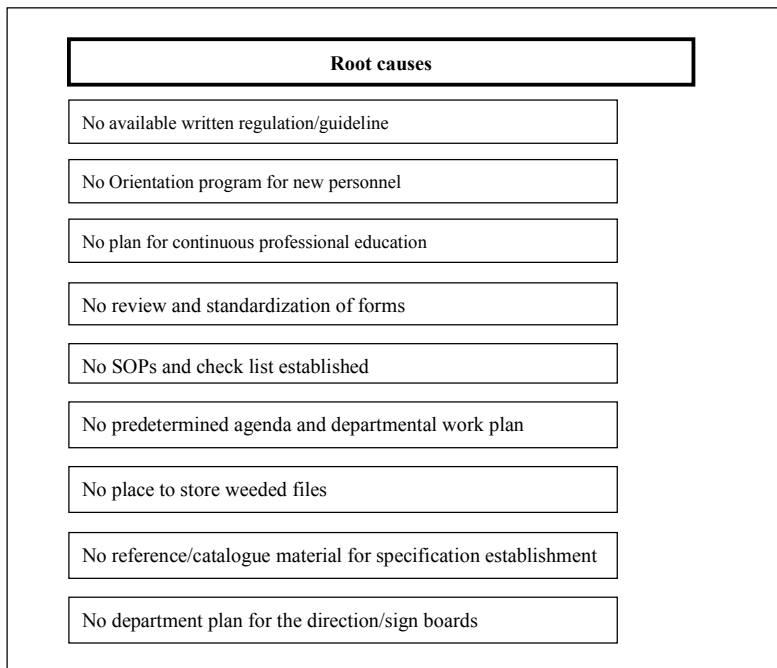 Root causes
No available written regulation/guideline
No Orientation program for new personnel
No plan for continuous professional education
No review and standardization of forms
No SOPs and check list established
No predetermined agenda and departmental work plan
No place to store weeded files
No reference/catalogue material for specification establishment
No department plan for the direction/sign boards